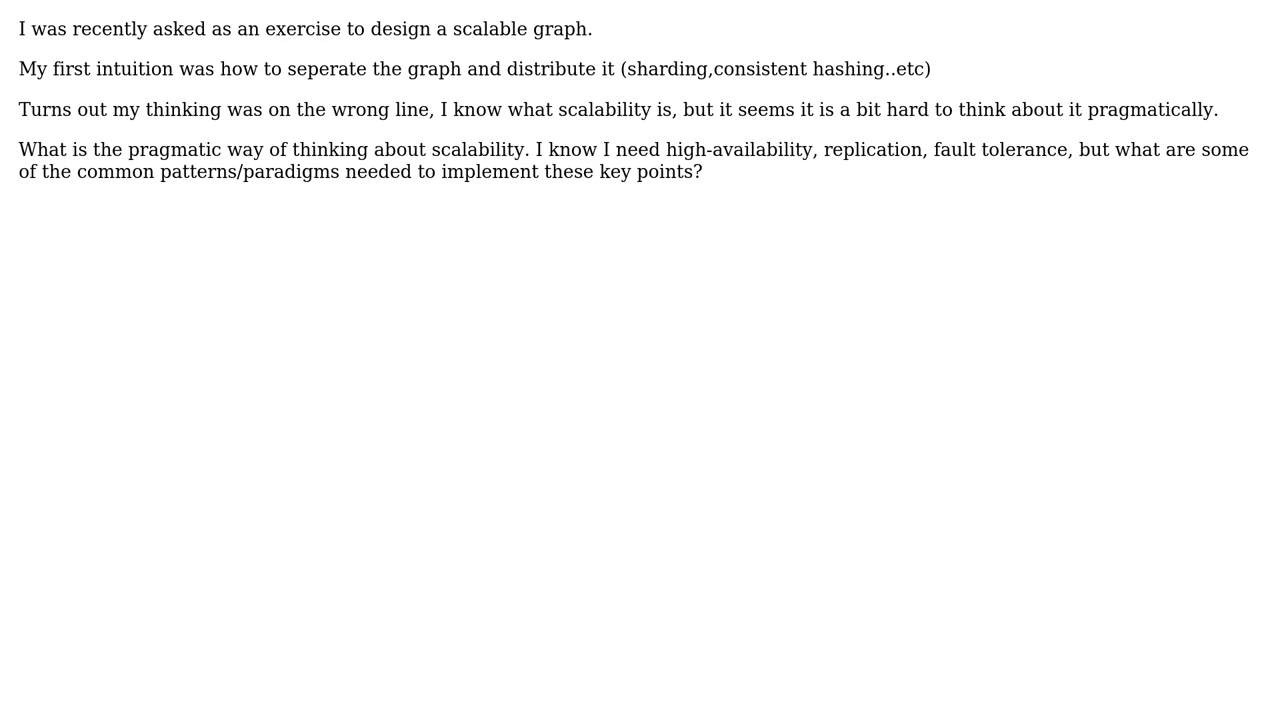 I was recently asked as an exercise to design a scalable graph.
My first intuition was how to seperate the graph and distribute it (sharding,consistent hashing..etc)
Turns out my thinking was on the wrong line, I know what scalability is, but it seems it is a bit hard to think about it pragmatically.
What is the pragmatic way of thinking about scalability. I know I need high-availability, replication, fault tolerance, but what are some
of the common patterns/paradigms needed to implement these key points?